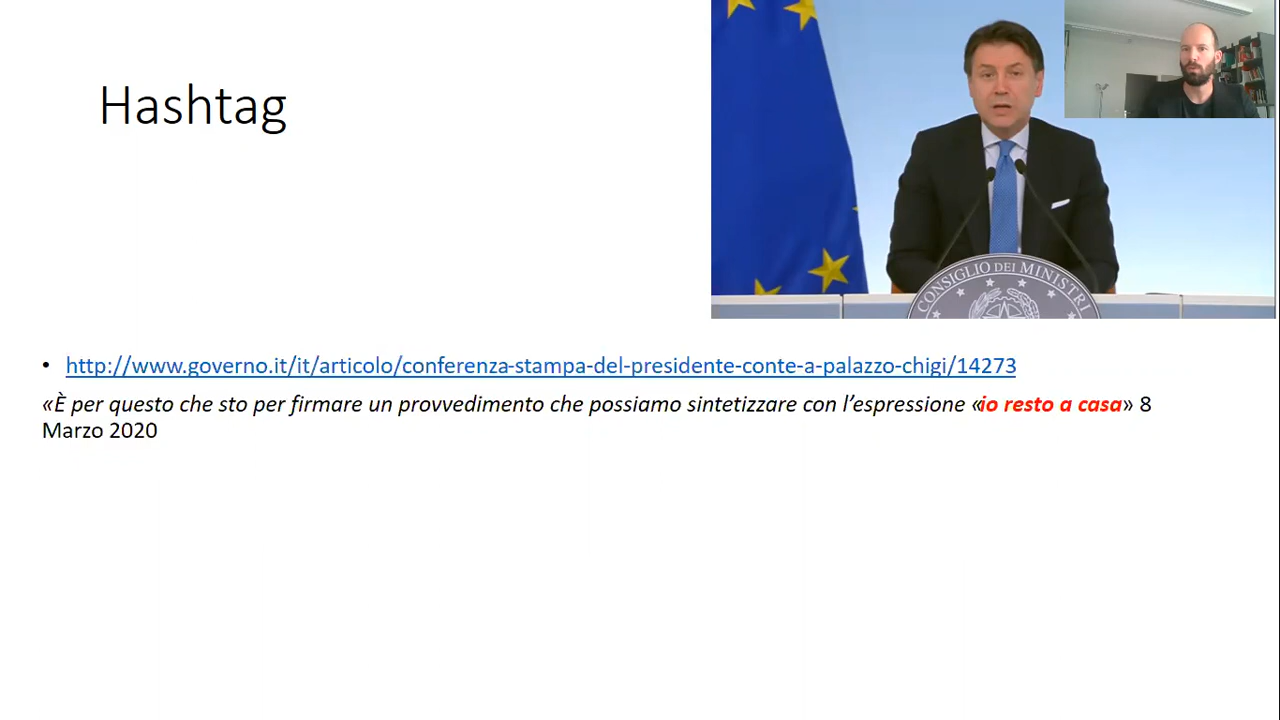 Hashtag
CONSIGLIO DEI MINISTRI
• http://www.governo.it/it/articolo/conferenza-stampa-del-presidente-conte-a-palazzo-chigi/14273
«È per questo che sto per firmare un provvedimento che possiamo sintetizzare con l’espressione «io resto a casa» 8
Marzo 2020